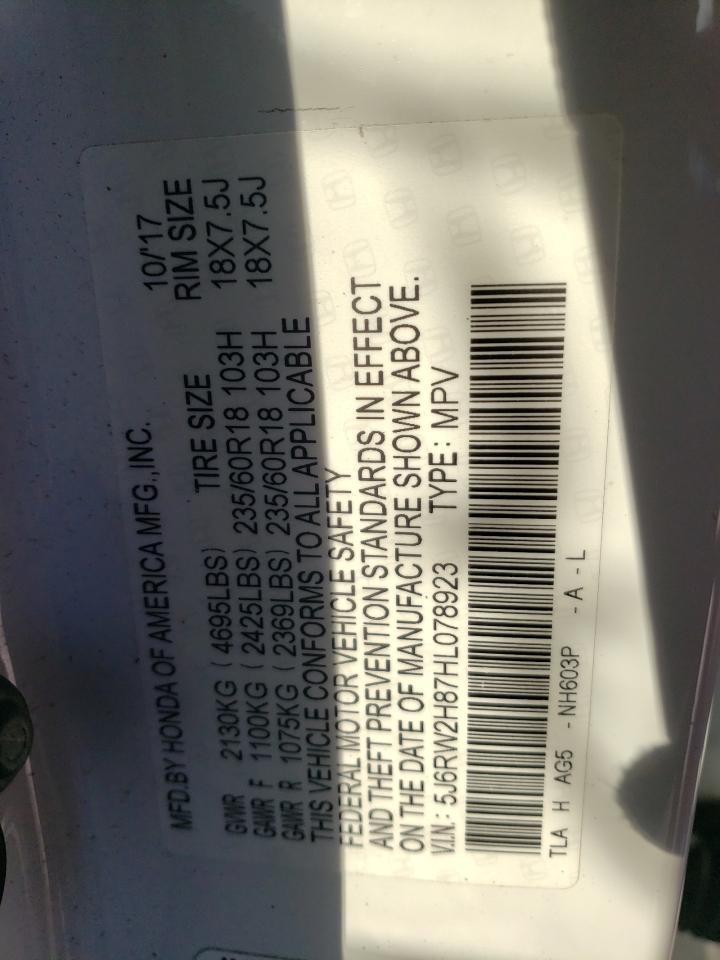 MFD.BY HONDA OF AMERICA MFG.,INC. 10/'17
GVWR 2130KG (4695LBS) TIRE SIZE RIM SIZE
GAWR F 1100KG (2425LBS) 235/60R18 103H 18X7.5J
GAWR R 1075KG (2369LBS) 235/60R18 103H 18X7.5J
THIS VEHICLE CONFORMS TO ALL APPLICABLE
FEDERAL MOTOR VEHICLE SAFETY
AND THEFT PREVENTION STANDARDS IN EFFECT
ON THE DATE OF MANUFACTURE SHOWN ABOVE.
V.I.N.: 5J6RW2H87HL078923 TYPE: MPV
TLA H AG5 -NH603P -A-L